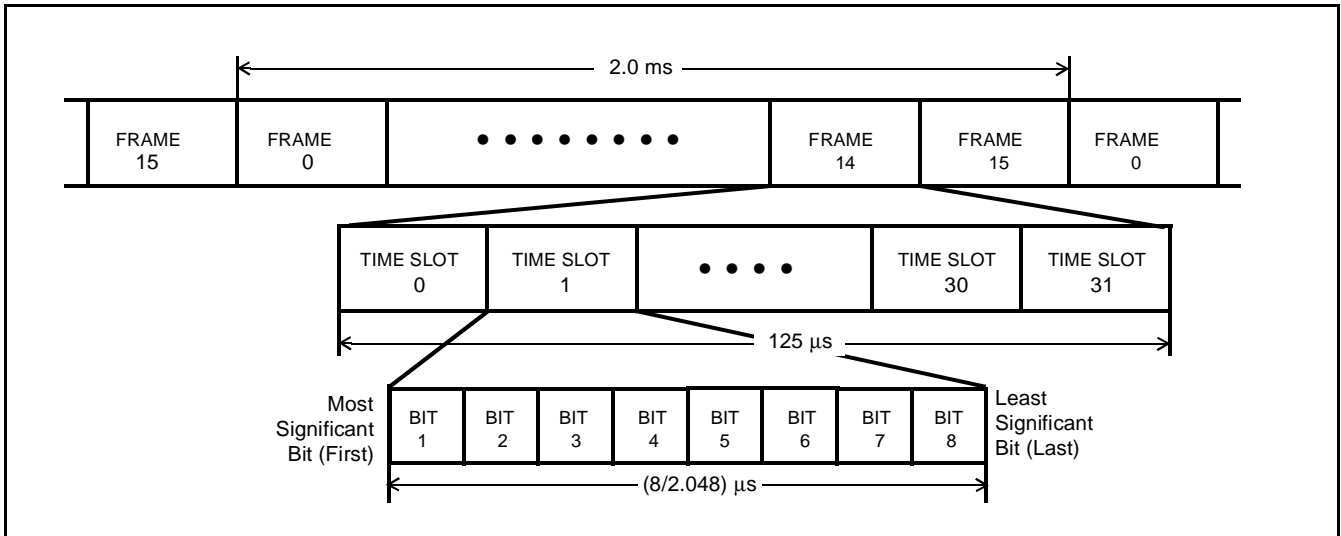 2.0 ms
FRAME 15
FRAME 0
• • • • • • • •
FRAME 14
FRAME 15
FRAME 0
TIME SLOT 0
TIME SLOT 1
• • • •
TIME SLOT 30
TIME SLOT 31
125 μs
Most
Significant
Bit (First)
BIT 1
BIT 2
BIT 3
BIT 4
BIT 5
BIT 6
BIT 7
BIT 8
Least
Significant
Bit (Last)
(8/2.048) μs